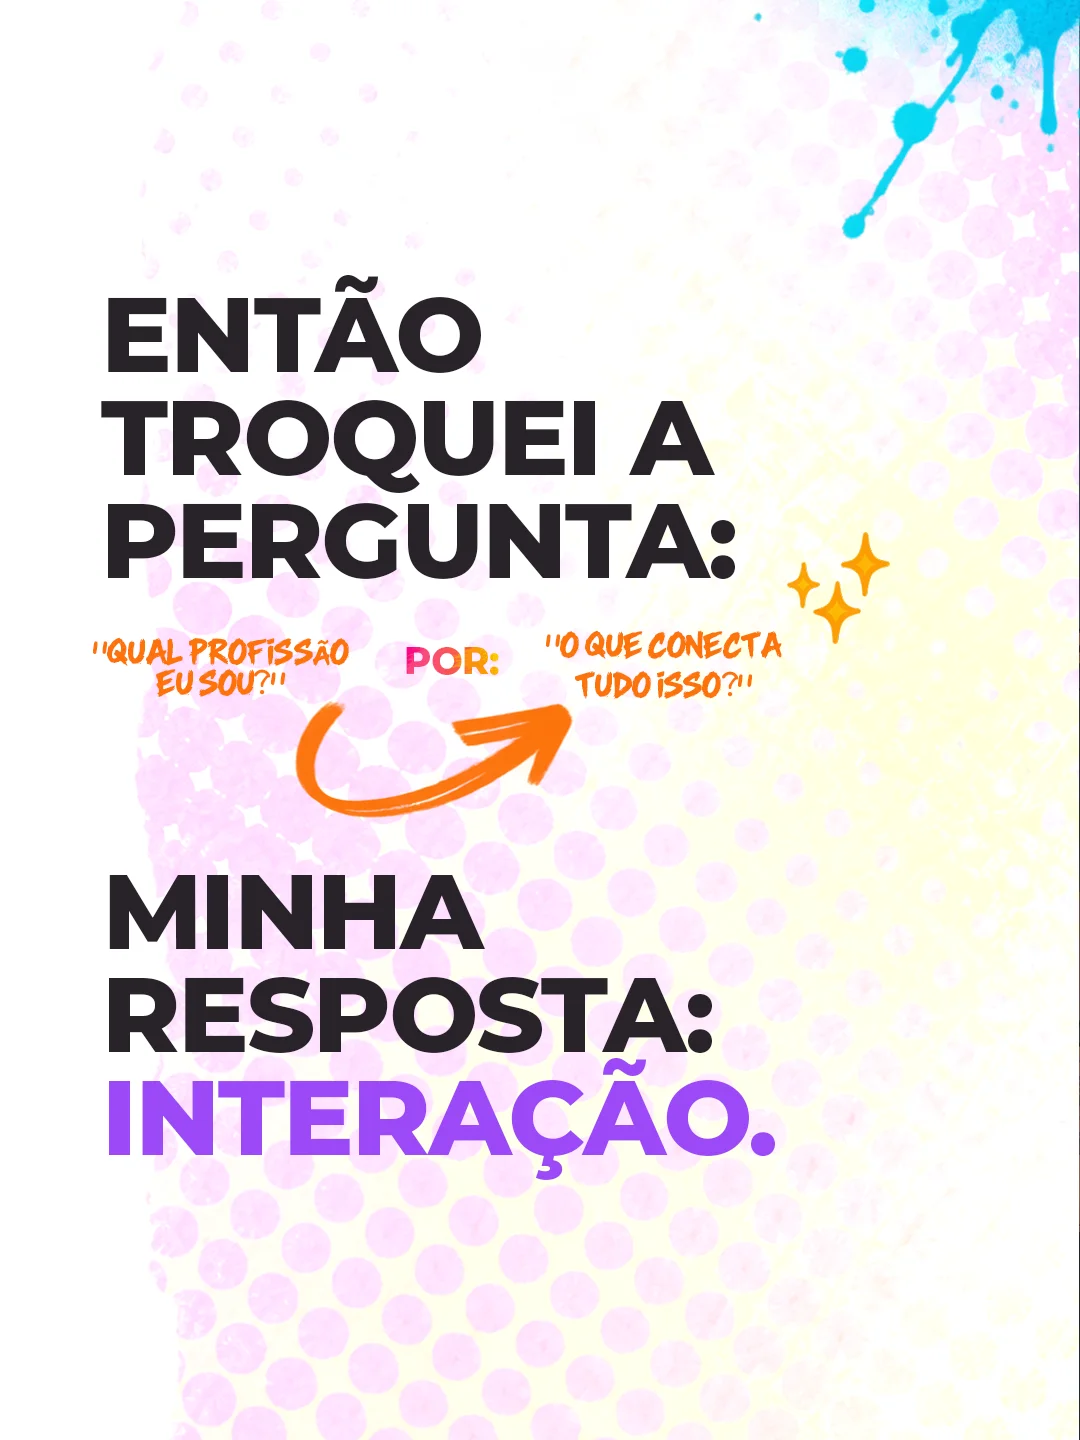 ENTÃO
TROQUEI A
PERGUNTA:
"QUAL PROFISSÃO
EU SOU?"
POR:
"O QUE CONECTA
TUDO ISSO?"
MINHA
RESPOSTA:
INTERAÇÃO.